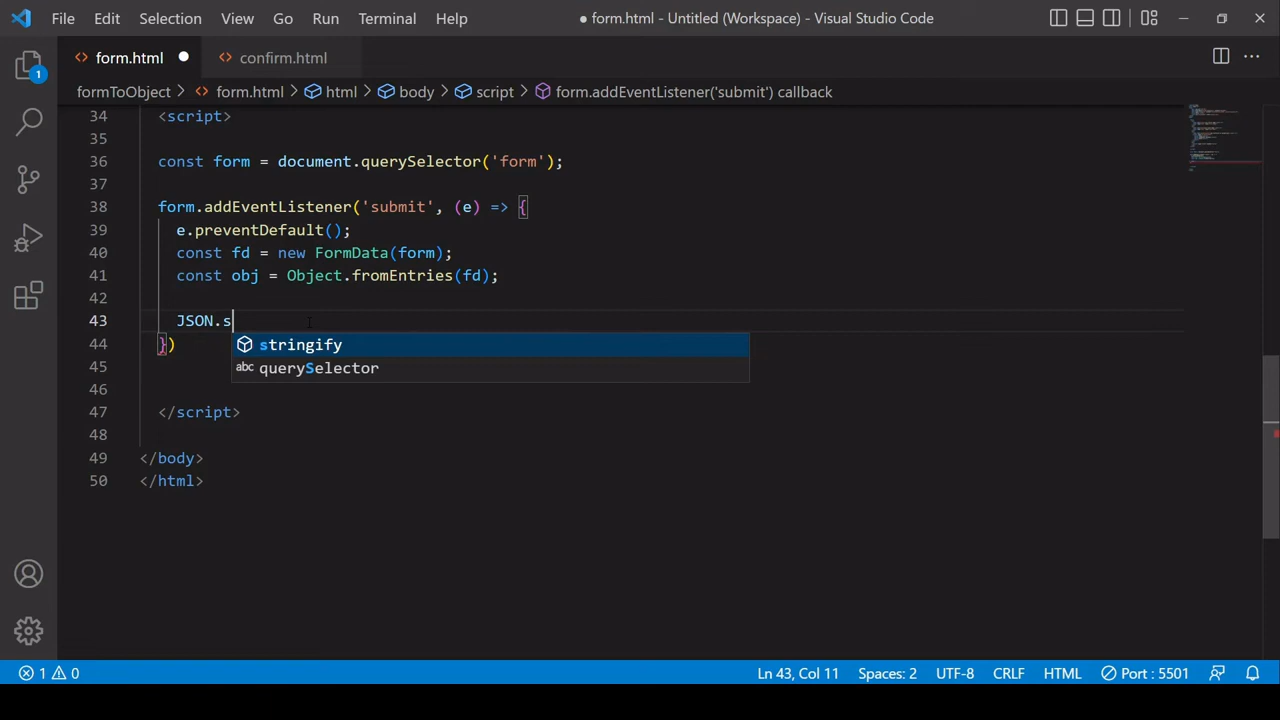 File Edit Selection View Go Run Terminal Help ● form.html - Untitled (Workspace) - Visual Studio Code
form.html confirm.html
1
formToObject > form.html > html > body > script > form.addEventListener('submit') callback
34 <script>
35
36 const form = document.querySelector('form');
37
38 form.addEventListener('submit', (e) => {
39 e.preventDefault();
40 const fd = new FormData(form);
41 const obj = Object.fromEntries(fd);
42
43 JSON.s
44 })
stringify
45
abc querySelector
46
47 </script>
48
49 </body>
50 </html>
1 0 Ln 43, Col 11 Spaces: 2 UTF-8 CRLF HTML Port : 5501